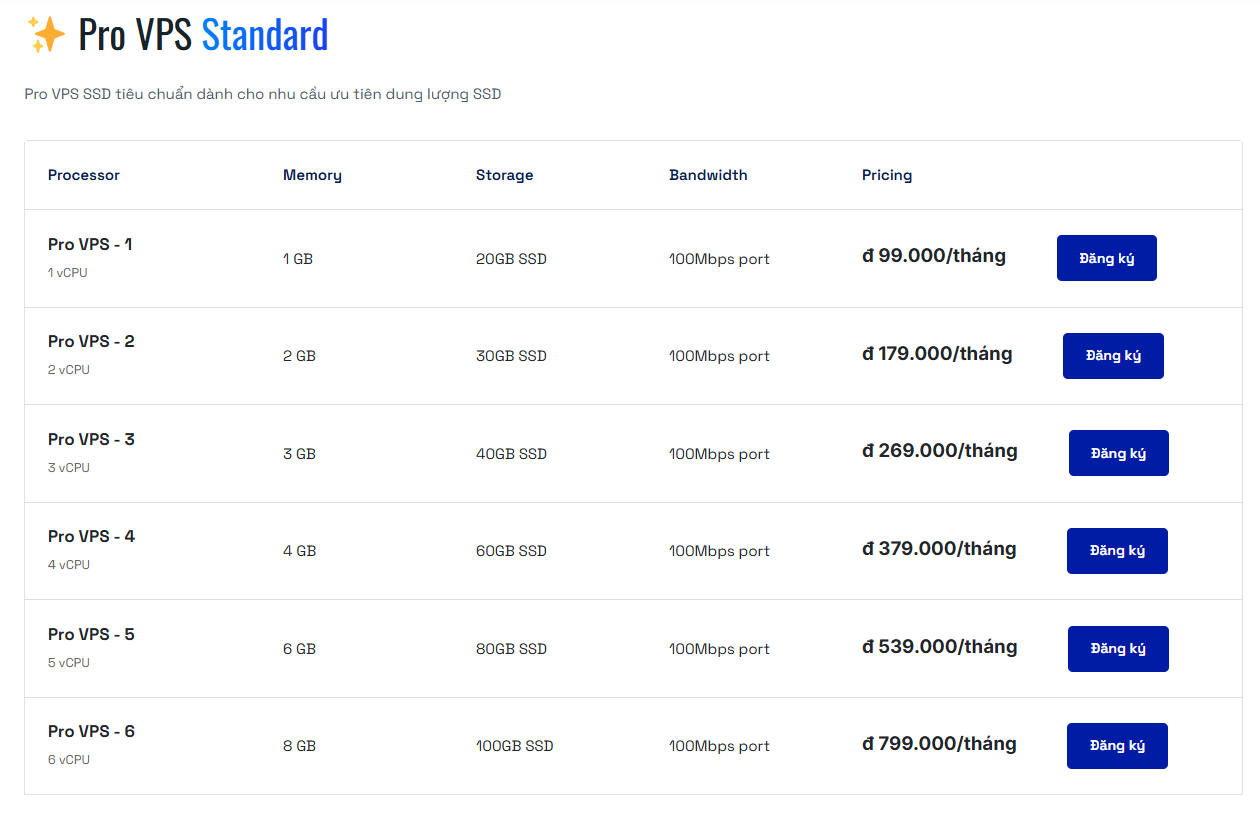 Pro VPS Standard
Pro VPS SSD tiêu chuẩn dành cho nhu cầu ưu tiên dung lượng SSD
Processor Memory Storage Bandwidth Pricing
Pro VPS - 1
1 vCPU
1 GB 20GB SSD 100Mbps port đ 99.000/tháng Đăng ký
Pro VPS - 2
2 vCPU
2 GB 30GB SSD 100Mbps port đ 179.000/tháng Đăng ký
Pro VPS - 3
3 vCPU
3 GB 40GB SSD 100Mbps port đ 269.000/tháng Đăng ký
Pro VPS - 4
4 vCPU
4 GB 60GB SSD 100Mbps port đ 379.000/tháng Đăng ký
Pro VPS - 5
5 vCPU
6 GB 80GB SSD 100Mbps port đ 539.000/tháng Đăng ký
Pro VPS - 6
6 vCPU
8 GB 100GB SSD 100Mbps port đ 799.000/tháng Đăng ký